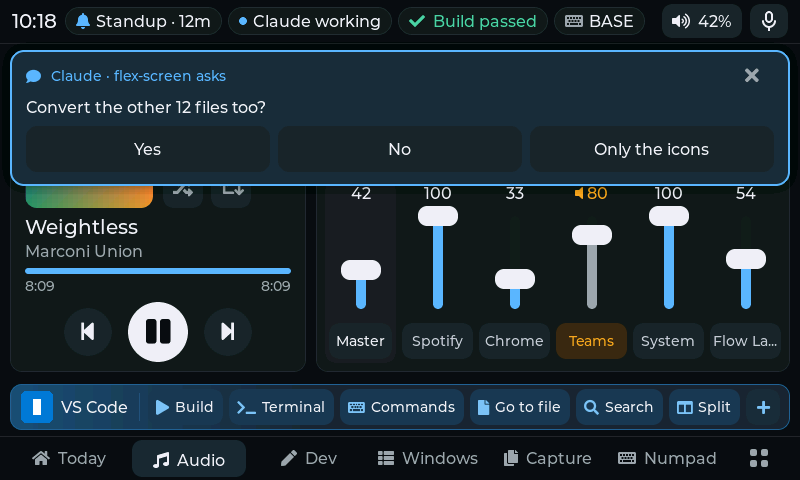 10:18 Standup · 12m Claude working Build passed BASE 42%
Claude · flex-screen asks
Convert the other 12 files too?
Yes No Only the icons
42 100 33 80 100 54
Weightless
Marconi Union
8:09 8:09
Master Spotify Chrome Teams System Flow La...
VS Code Build Terminal Commands Go to file Search Split +
Today Audio Dev Windows Capture Numpad